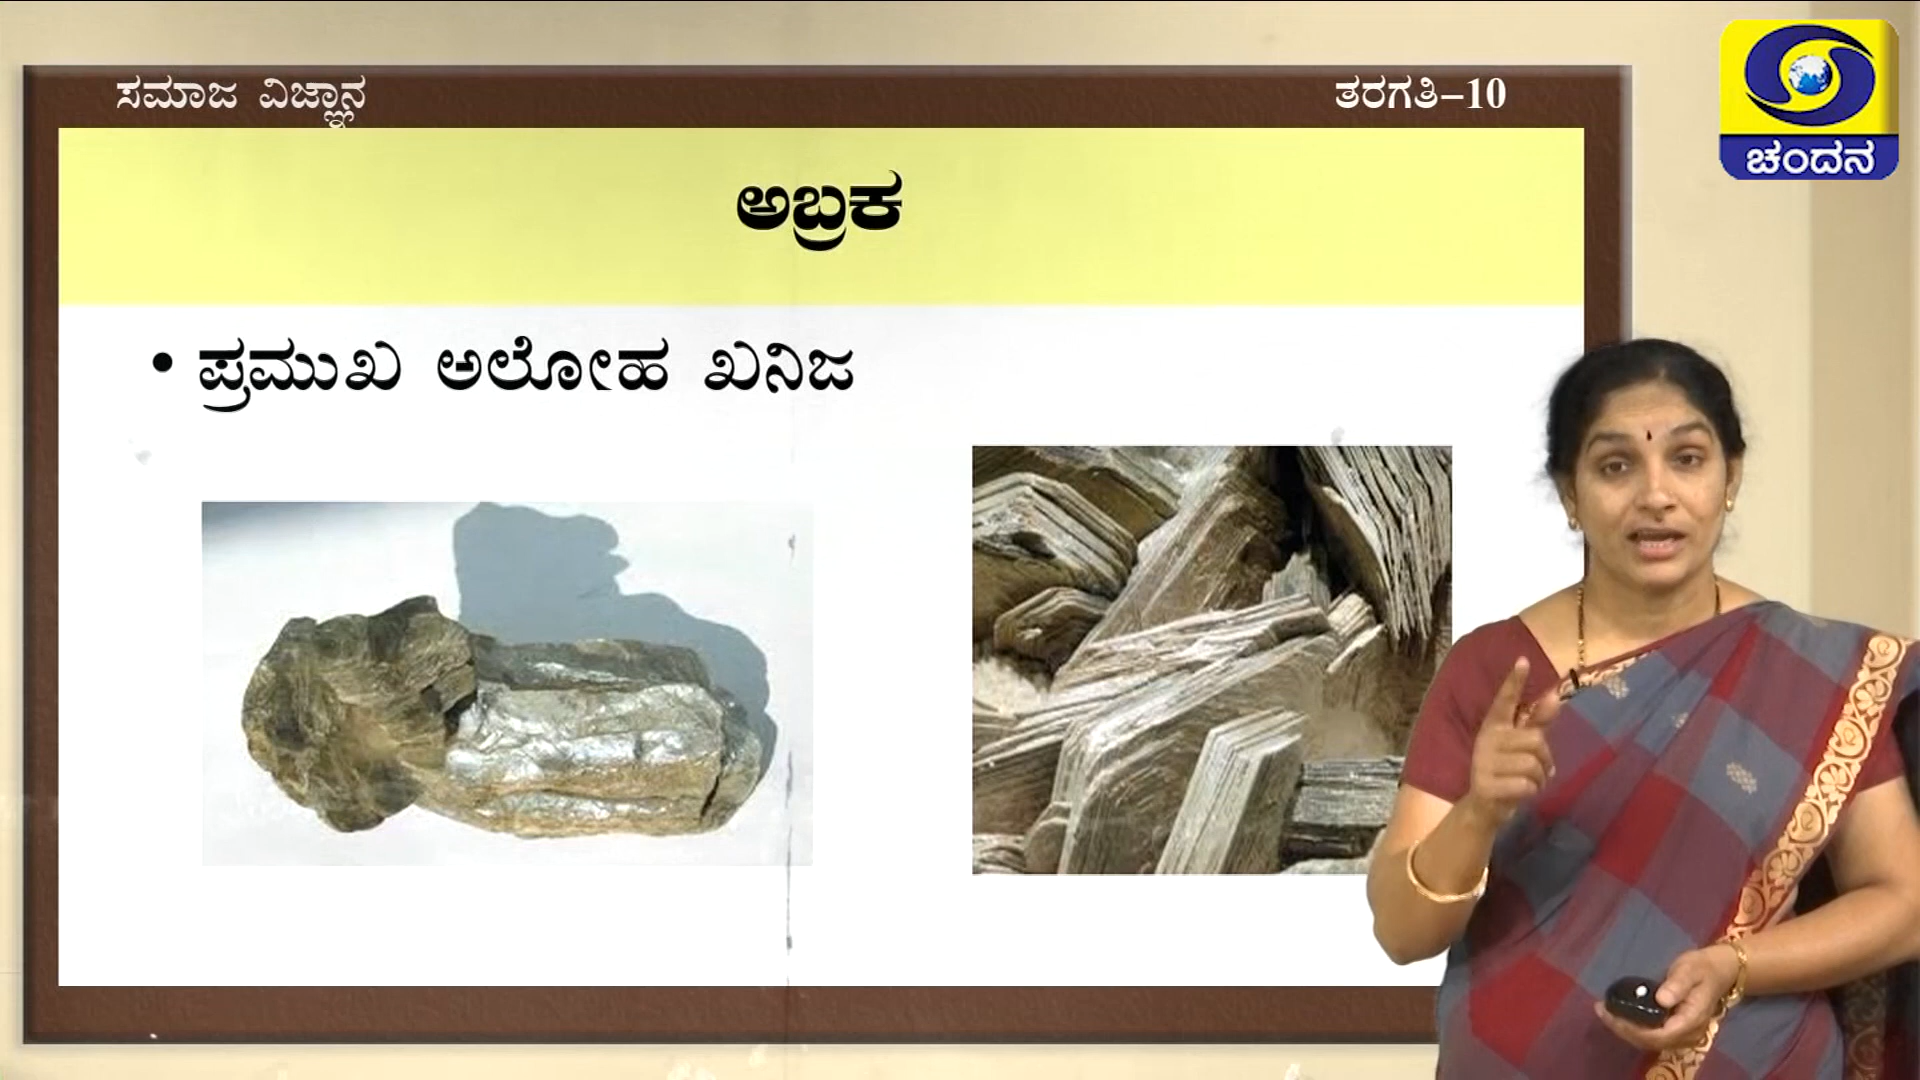 ಸಮಾಜ ವಿಜ್ಞಾನ
ತರಗತಿ-10
ಚಂದನ
ಅಬ್ರಕ
• ಪ್ರಮುಖ ಅಲೋಹ ಖನಿಜ